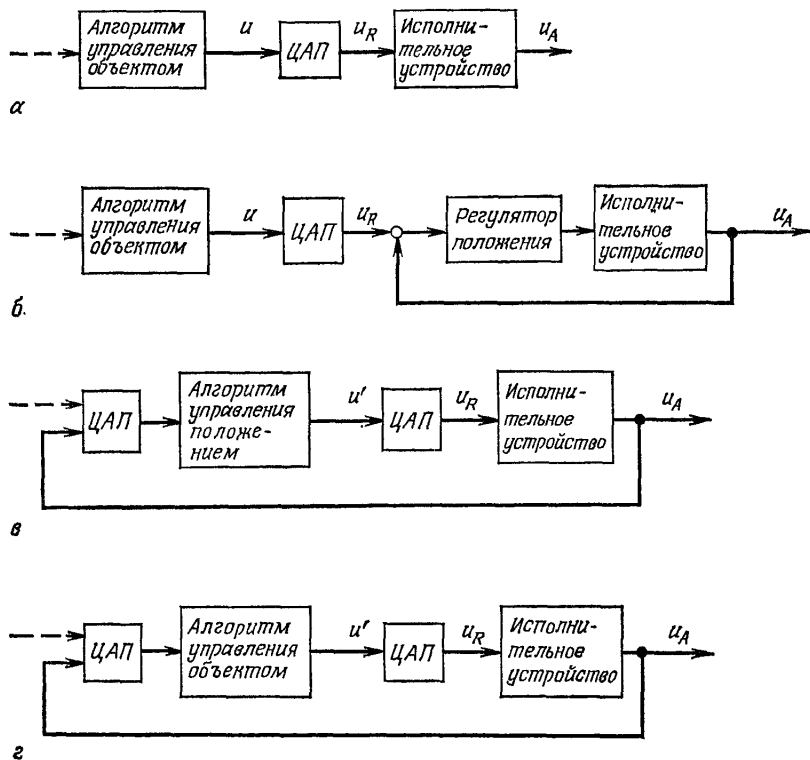 Алгоритм
управления
объектом
u
ЦАП
u_R
Исполни-
тельное
устройство
u_A
а
Алгоритм
управления
объектом
u
ЦАП
u_R
Регулятор
положения
Исполни-
тельное
устройство
u_A
б.
ЦАП
Алгоритм
управления
положе-
нием
u'
ЦАП
u_R
Исполни-
тельное
устройство
u_A
в
ЦАП
Алгоритм
управления
объектом
u'
ЦАП
u_R
Исполни-
тельное
устройство
u_A
г